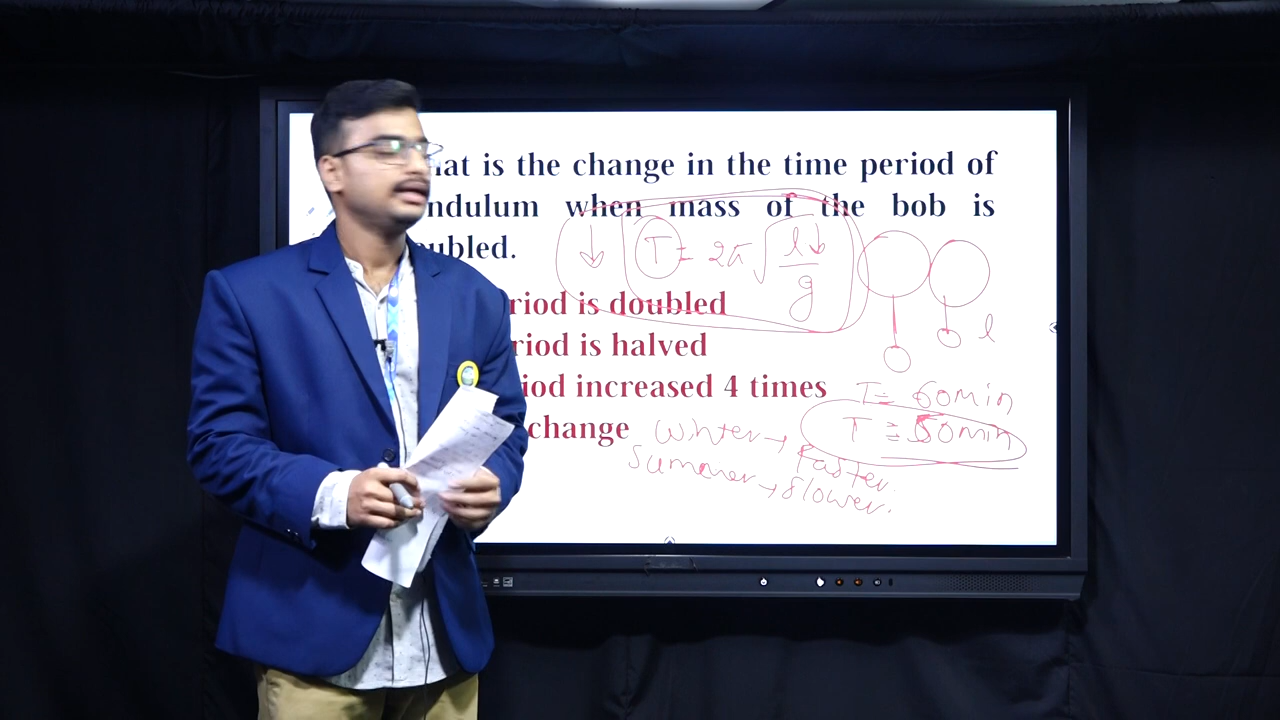 hat is the change in the time period of
ndulum when mass of the bob is
ubled.
T = 2π √l/g
riod is doubled
riod is halved
l
iod increased 4 times
T = 60min
change
T = 50min
Winter → faster
Summer → slower.